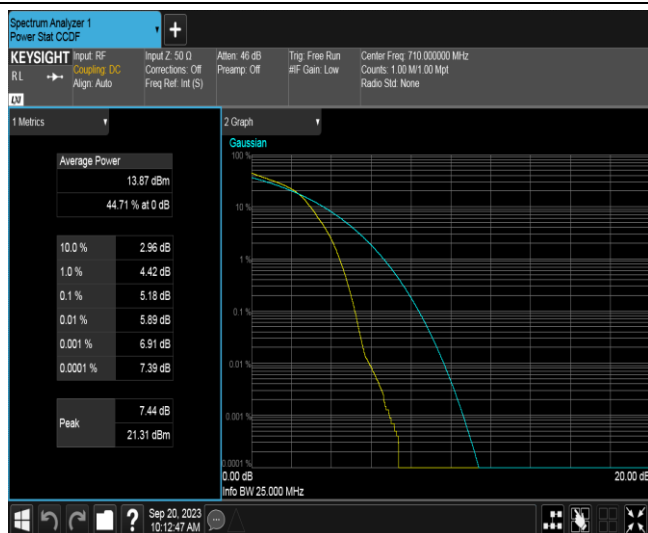 Spectrum Analyzer 1
Power Stat CCDF
+
KEYSIGHT
RL
LXI
Input: RF
Coupling: DC
Align: Auto
Input Z: 50 Ω
Corrections: Off
Freq Ref: Int (S)
Atten: 46 dB
Preamp: Off
Trig: Free Run
#IF Gain: Low
Center Freq: 710.000000 MHz
Counts: 1.00 M/1.00 Mpt
Radio Std: None
1 Metrics
Average Power
13.87 dBm
44.71 % at 0 dB
10.0 % 2.96 dB
1.0 % 4.42 dB
0.1 % 5.18 dB
0.01 % 5.89 dB
0.001 % 6.91 dB
0.0001 % 7.39 dB
Peak
7.44 dB
21.31 dBm
2 Graph
Gaussian
100 %
10 %
1 %
0.1 %
0.01 %
0.001 %
0.0001 %
0.00 dB 20.00 dB
Info BW 25.000 MHz
?
Sep 20, 2023
10:12:47 AM